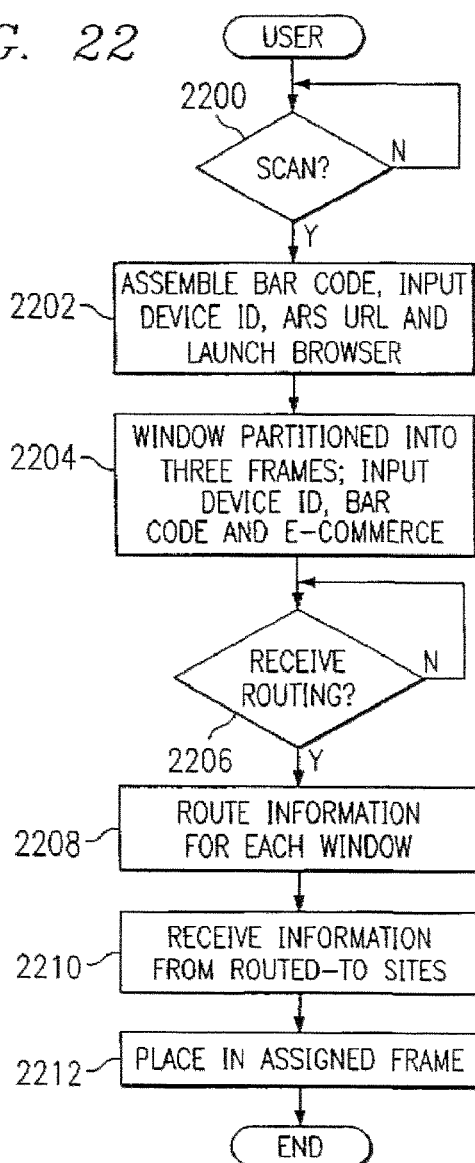 G. 22
USER
2200
SCAN?
N
Y
2202
ASSEMBLE BAR CODE, INPUT
DEVICE ID, ARS URL AND
LAUNCH BROWSER
2204
WINDOW PARTITIONED INTO
THREE FRAMES; INPUT
DEVICE ID, BAR
CODE AND E-COMMERCE
RECEIVE
ROUTING?
N
2206
Y
2208
ROUTE INFORMATION
FOR EACH WINDOW
2210
RECEIVE INFORMATION
FROM ROUTED-TO SITES
2212
PLACE IN ASSIGNED FRAME
END